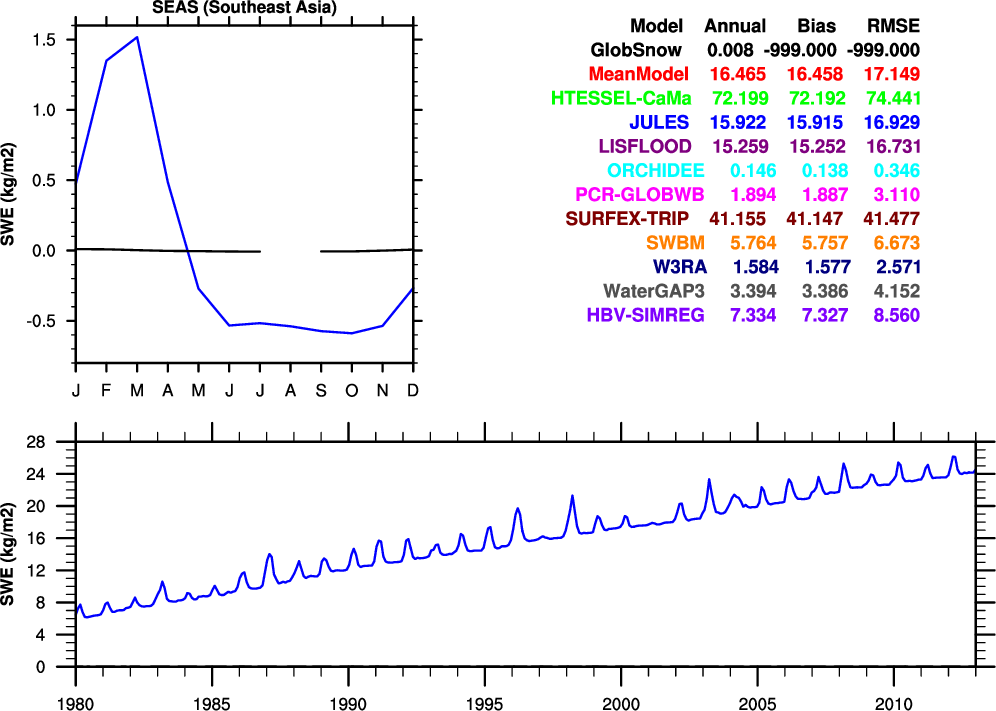 SEAS (Southeast Asia)
SWE (kg/m2)
1.5
1.0
0.5
0.0
-0.5
J F M A M J J A S O N D
Model Annual Bias RMSE
GlobSnow 0.008 -999.000 -999.000
MeanModel 16.465 16.458 17.149
HTESSEL-CaMa 72.199 72.192 74.441
JULES 15.922 15.915 16.929
LISFLOOD 15.259 15.252 16.731
ORCHIDEE 0.146 0.138 0.346
PCR-GLOBWB 1.894 1.887 3.110
SURFEX-TRIP 41.155 41.147 41.477
SWBM 5.764 5.757 6.673
W3RA 1.584 1.577 2.571
WaterGAP3 3.394 3.386 4.152
HBV-SIMREG 7.334 7.327 8.560
SWE (kg/m2)
28
24
20
16
12
8
4
0
1980 1985 1990 1995 2000 2005 2010